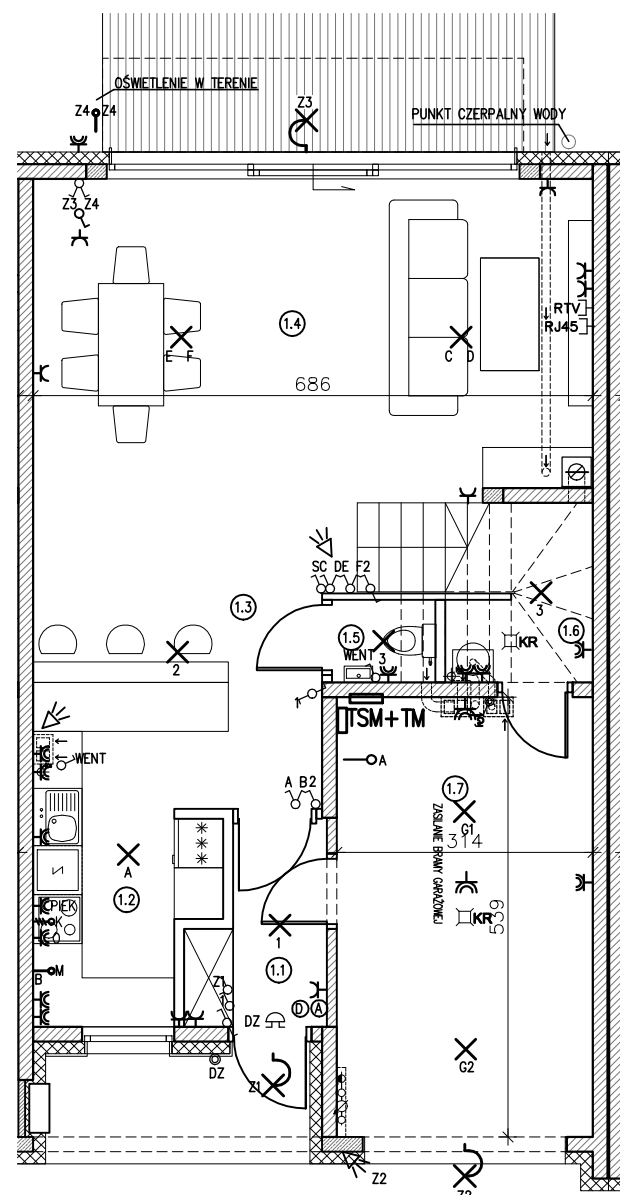 OŚWIETLENIE W TERENIE
Z4 Z4
Z3
PUNKT CZERPALNY WODY
Z3 Z4
RTV
RJ45
1.4
E F
C D
686
SC DE F2
1.3
1.5
3
WENT
3
1.6
KR
2
1
TSM+TM
WENT
A
A B2
1.7
G1
314
ZASILANIE BRAMY GARAŻOWEJ
A
1.2
PIEK
KR
539
1
1.1
M
B
Z1
D A
DZ
DZ
Z1
G2
Z2
Z2